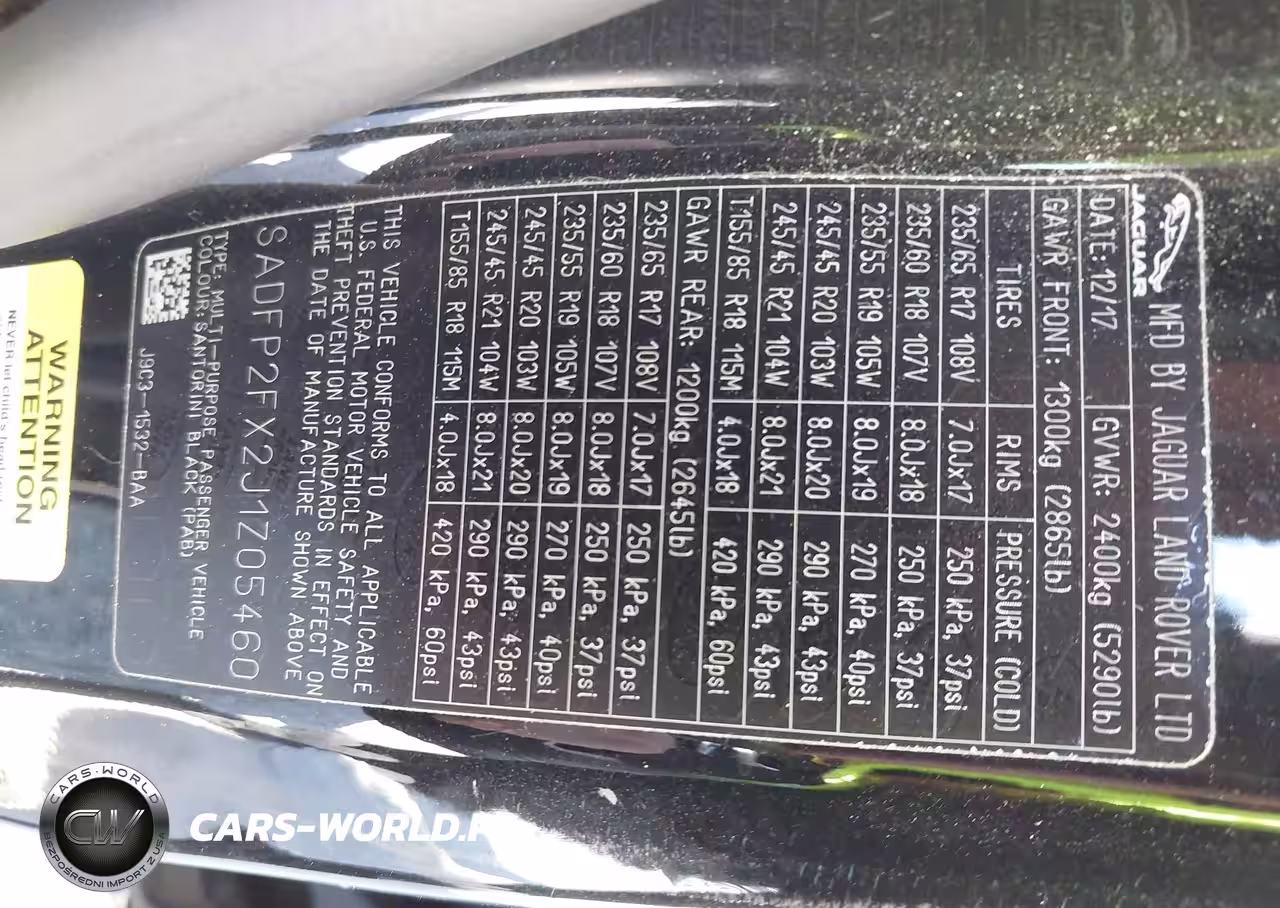 JAGUAR
MFD BY JAGUAR LAND ROVER LTD
DATE: 12/17 GVWR: 2400kg (5290lb)
GAWR FRONT: 1300kg (2865lb)
TIRES RIMS PRESSURE (COLD)
235/65 R17 108V 7.0Jx17 250 kPa, 37psi
235/60 R18 107V 8.0Jx18 250 kPa, 37psi
235/55 R19 105W 8.0Jx19 270 kPa, 40psi
245/45 R20 103W 8.0Jx20 290 kPa, 43psi
245/45 R21 104W 8.0Jx21 290 kPa, 43psi
T155/85 R18 115M 4.0Jx18 420 kPa, 60psi
GAWR REAR: 1200kg (2645lb)
235/65 R17 108V 7.0Jx17 250 kPa, 37psi
235/60 R18 107V 8.0Jx18 250 kPa, 37psi
235/55 R19 105W 8.0Jx19 270 kPa, 40psi
245/45 R20 103W 8.0Jx20 290 kPa, 43psi
245/45 R21 104W 8.0Jx21 290 kPa, 43psi
T155/85 R18 115M 4.0Jx18 420 kPa, 60psi
THIS VEHICLE CONFORMS TO ALL APPLICABLE
U.S. FEDERAL MOTOR VEHICLE SAFETY AND
THEFT PREVENTION STANDARDS IN EFFECT ON
THE DATE OF MANUFACTURE SHOWN ABOVE
SADFP2FX2J1Z05460
TYPE: MULTI-PURPOSE PASSENGER VEHICLE
COLOUR: SANTORINI BLACK (PAB)
J9C3-1532-BAA
WARNING
ATTENTION
NEVER let child's head
CARS-WORLD
CW
BEZPOŚREDNI IMPORT Z USA
CARS-WORLD.P